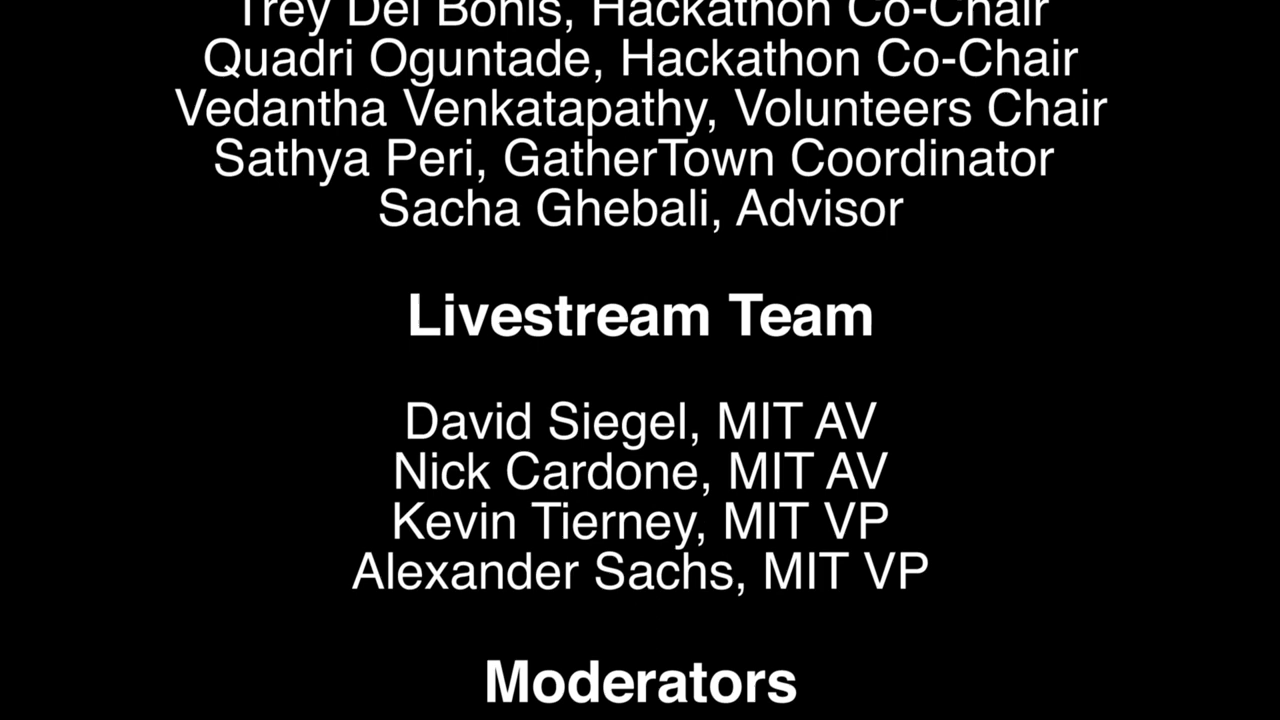 Trey Del Bonis, Hackathon Co-Chair
Quadri Oguntade, Hackathon Co-Chair
Vedantha Venkatapathy, Volunteers Chair
Sathya Peri, GatherTown Coordinator
Sacha Ghebali, Advisor
Livestream Team
David Siegel, MIT AV
Nick Cardone, MIT AV
Kevin Tierney, MIT VP
Alexander Sachs, MIT VP
Moderators